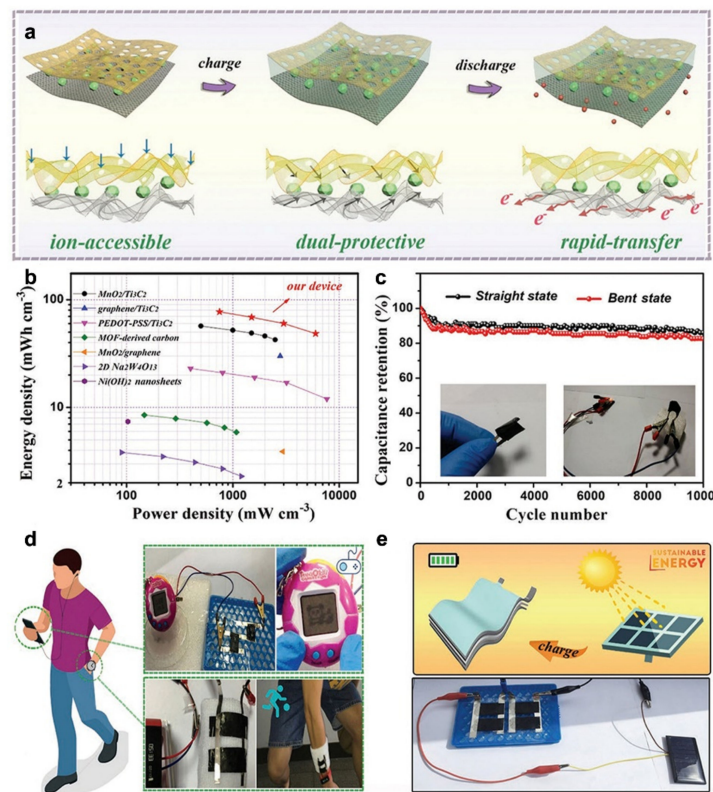 a
charge
discharge
e-
e-
e-
e-
ion-accessible
dual-protective
rapid-transfer
b
Energy density (mWh cm-3)
100
10
2
MnO2/Ti3C2
graphene/Ti3C2
PEDOT-PSS/Ti3C2
MOF-derived carbon
MnO2/graphene
2D Na2W4O13
Ni(OH)2 nanosheets
our device
100
1000
10000
Power density (mW cm-3)
c
Capacitance retention (%)
100
80
60
40
20
0
Straight state
Bent state
0
2000
4000
6000
8000
10000
Cycle number
d
e
SUSTAINABLE
ENERGY
charge